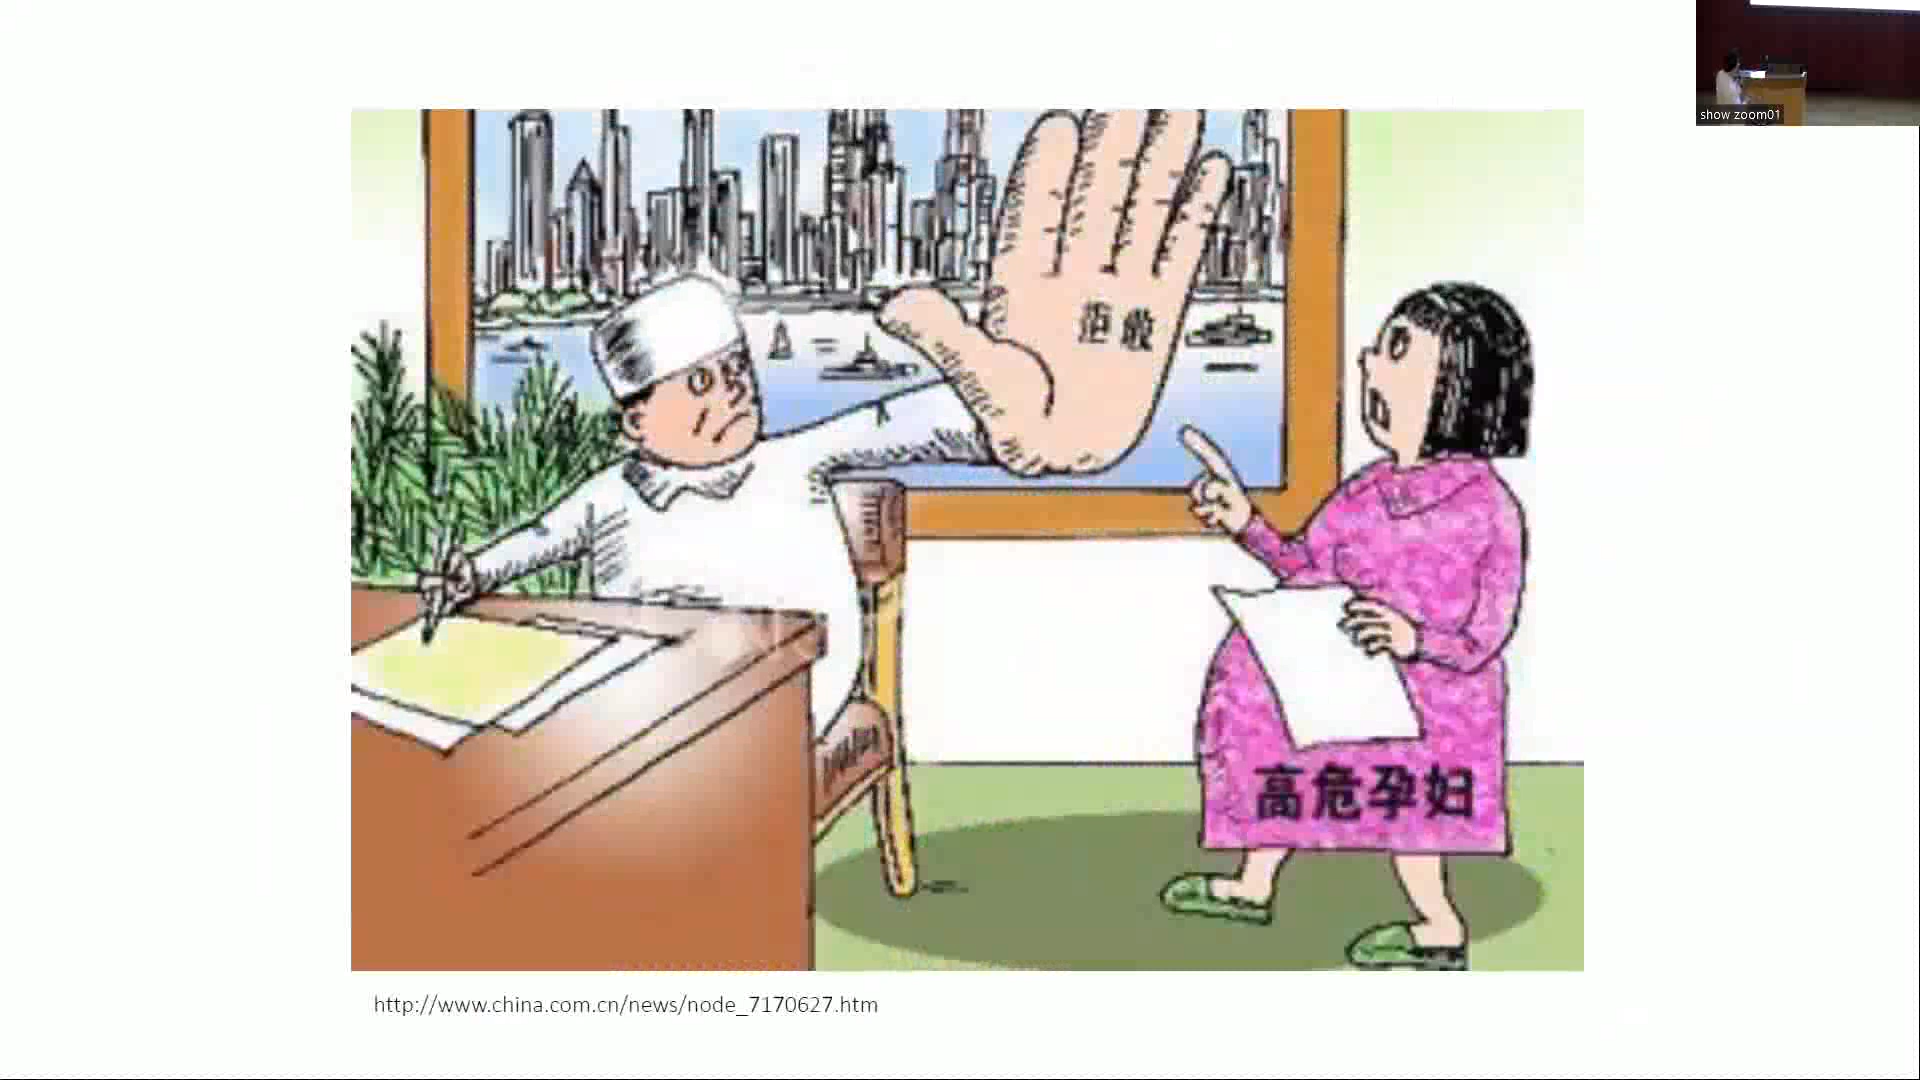 show zoom01
拒收
高危孕妇
http://www.china.com.cn/news/node_7170627.htm